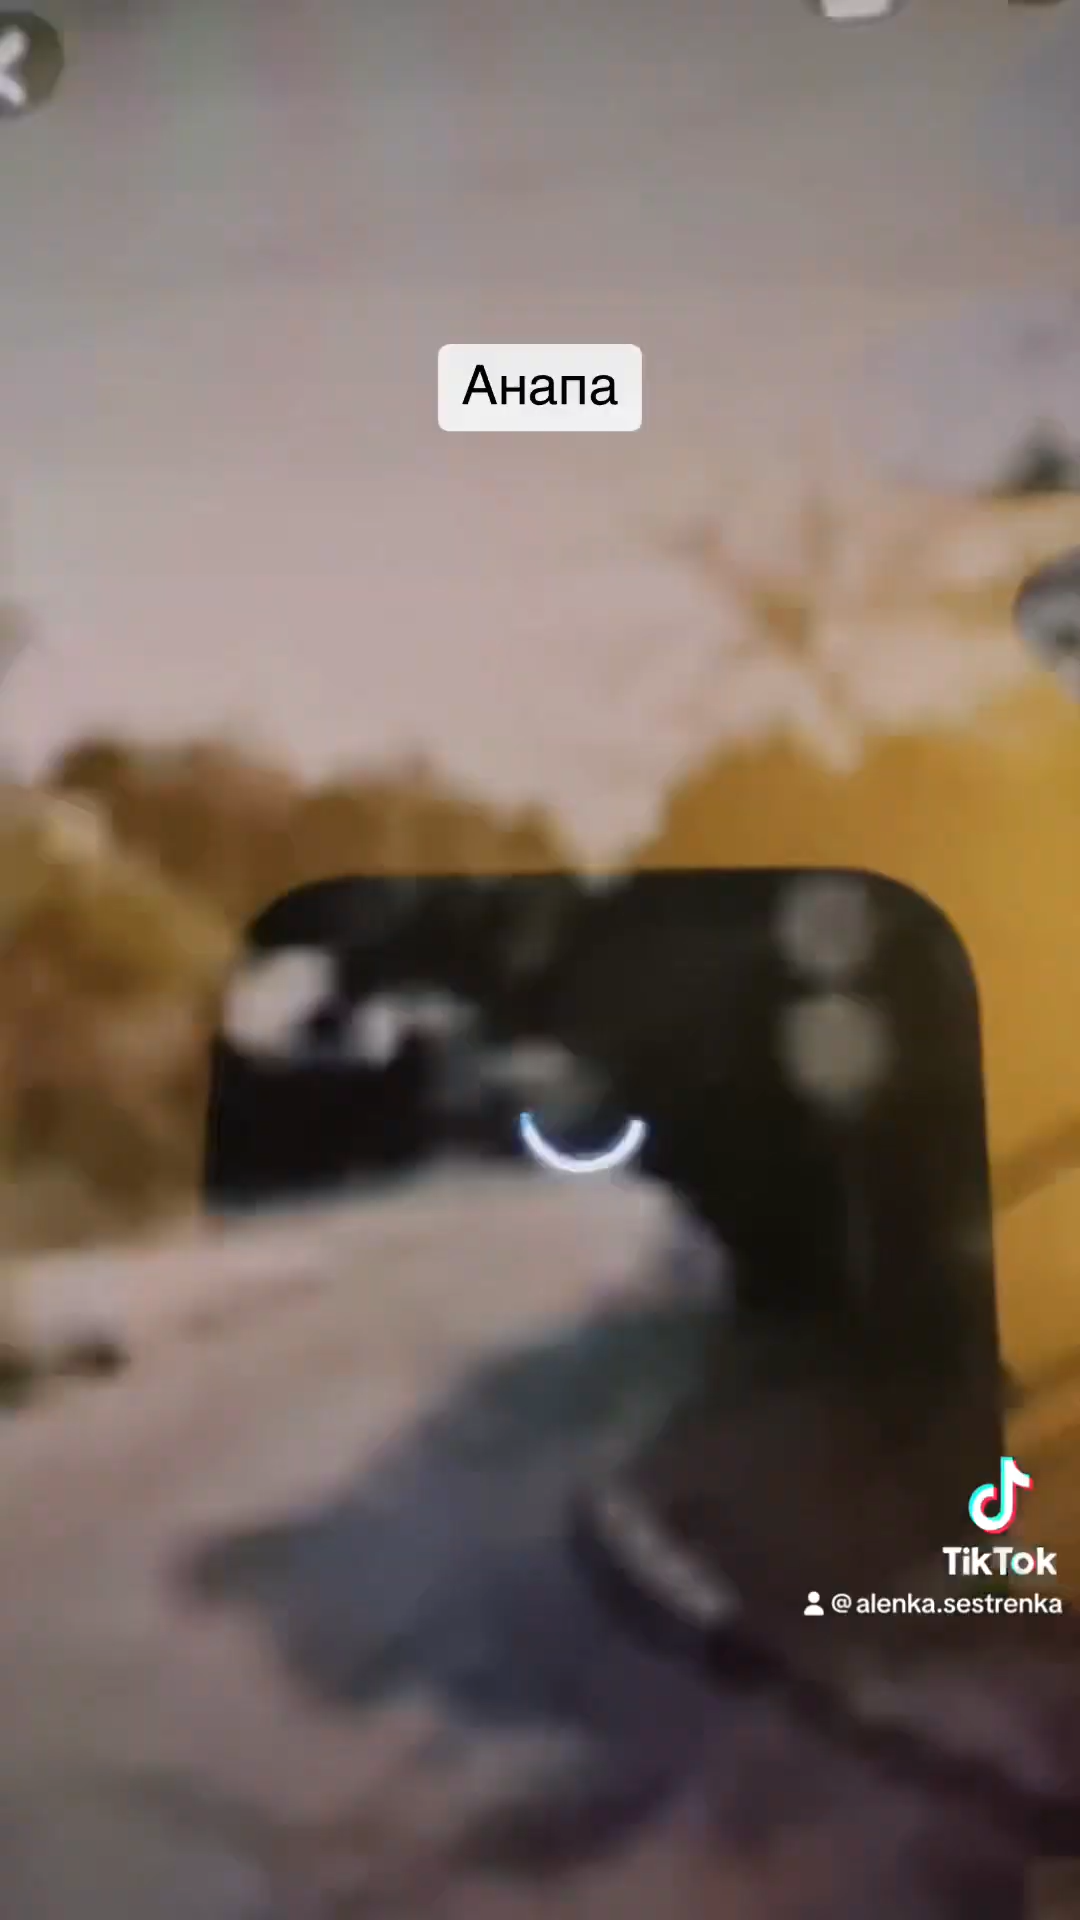 Анапа
TikTok
@alenka.sestrenka